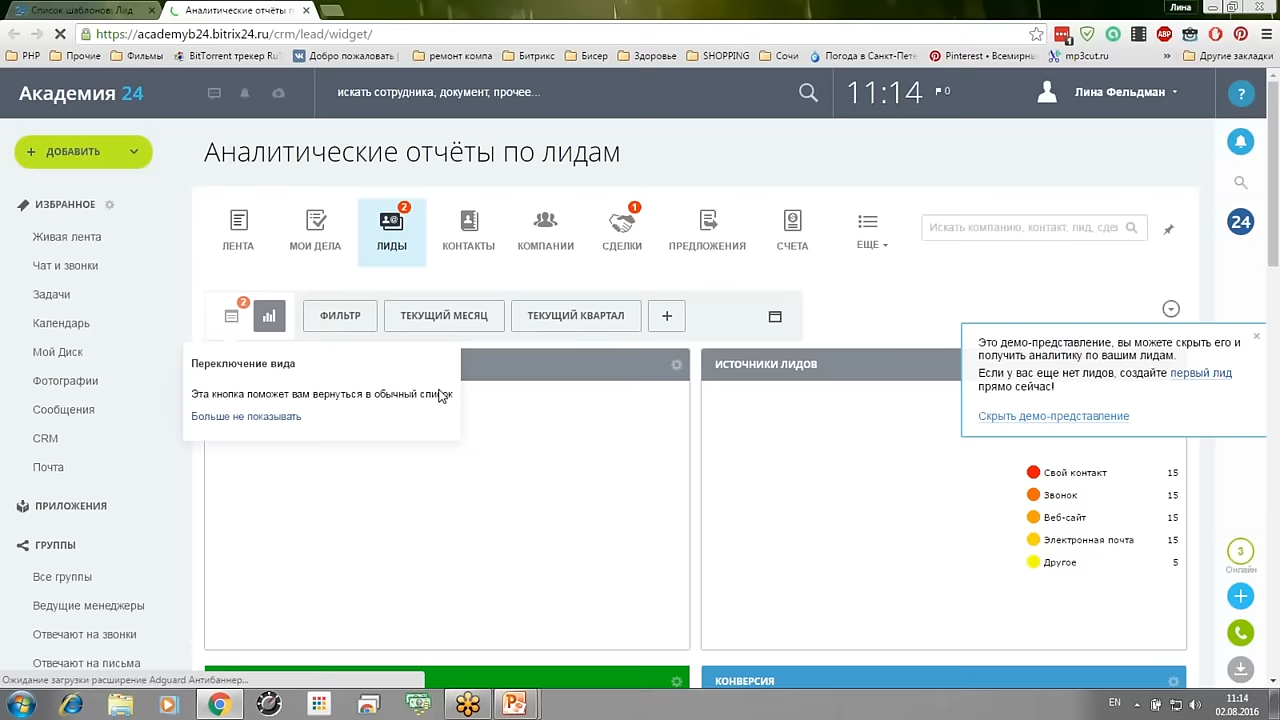 Список шаблонов: Лид
Аналитические отчёты п
Лина
https://academyb24.bitrix24.ru/crm/lead/widget/
1
ABP
PHP
Прочие
Фильмы
BitTorrent трекер Ru
Добро пожаловать |
ремонт компа
Битрикс
Бисер
Здоровье
SHOPPING
Сочи
Погода в Санкт-Пете
Pinterest • Всемирны
mp3cut.ru
»
Другие закладки
Академия 24
искать сотрудника, документ, прочее...
11:14
0
Лина Фельдман
?
+ ДОБАВИТЬ
Аналитические отчёты по лидам
ИЗБРАННОЕ
Живая лента
Чат и звонки
Задачи
Календарь
Мой Диск
Фотографии
Сообщения
CRM
Почта
ПРИЛОЖЕНИЯ
ГРУППЫ
Все группы
Ведущие менеджеры
Отвечают на звонки
Отвечают на письма
ЛЕНТА
МОИ ДЕЛА
2
ЛИДЫ
КОНТАКТЫ
КОМПАНИИ
1
СДЕЛКИ
ПРЕДЛОЖЕНИЯ
СЧЕТА
ЕЩЕ
Искать компанию, контакт, лид, сдел
24
2
ФИЛЬТР
ТЕКУЩИЙ МЕСЯЦ
ТЕКУЩИЙ КВАРТАЛ
+
Переключение вида
Эта кнопка поможет вам вернуться в обычный список
Больше не показывать
ИСТОЧНИКИ ЛИДОВ
Это демо-представление, вы можете скрыть его и
получить аналитику по вашим лидам.
Если у вас еще нет лидов, создайте первый лид
прямо сейчас!
Скрыть демо-представление
Свой контакт 15
Звонок 15
Веб-сайт 15
Электронная почта 15
Другое 5
КОНВЕРСИЯ
3
Онлайн
Ожидание загрузки расширение Adguard Антибаннер...
EN
11:14
02.08.2016